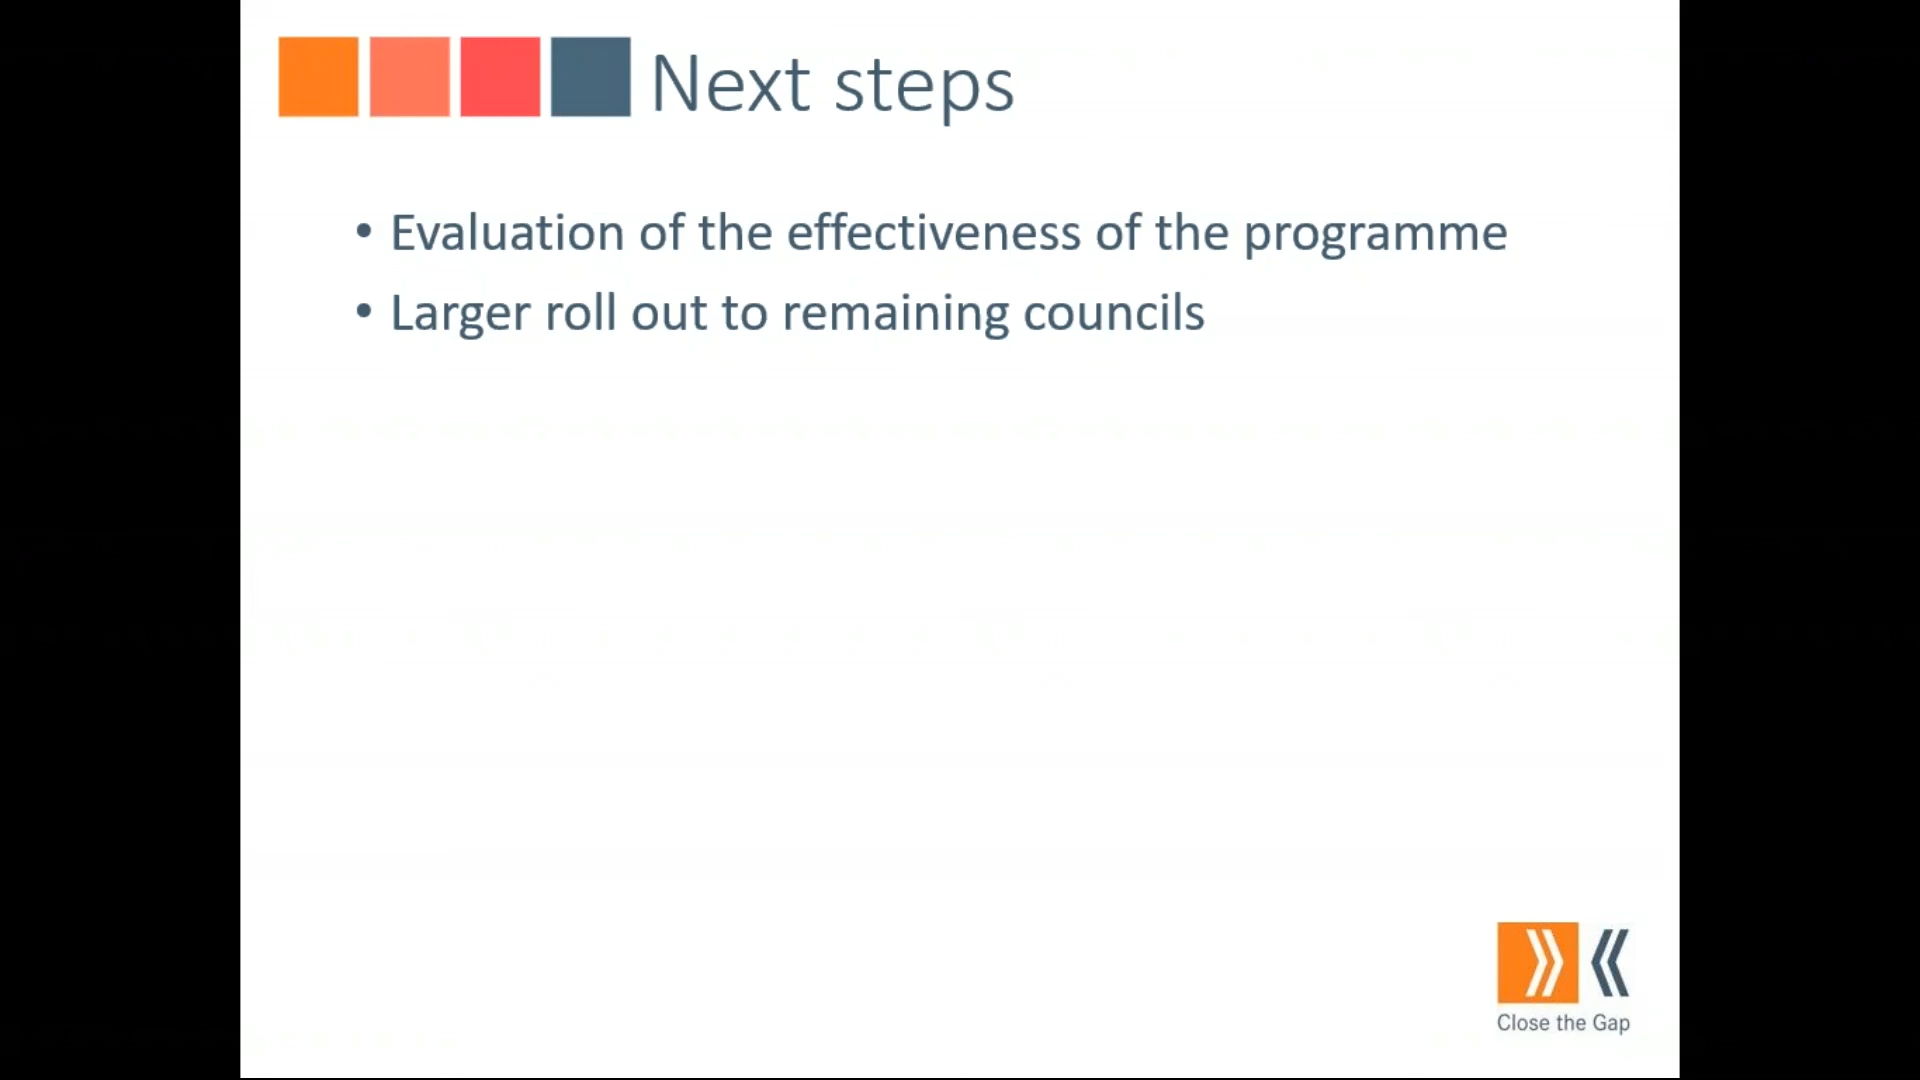 Next steps
• Evaluation of the effectiveness of the programme
• Larger roll out to remaining councils
Close the Gap